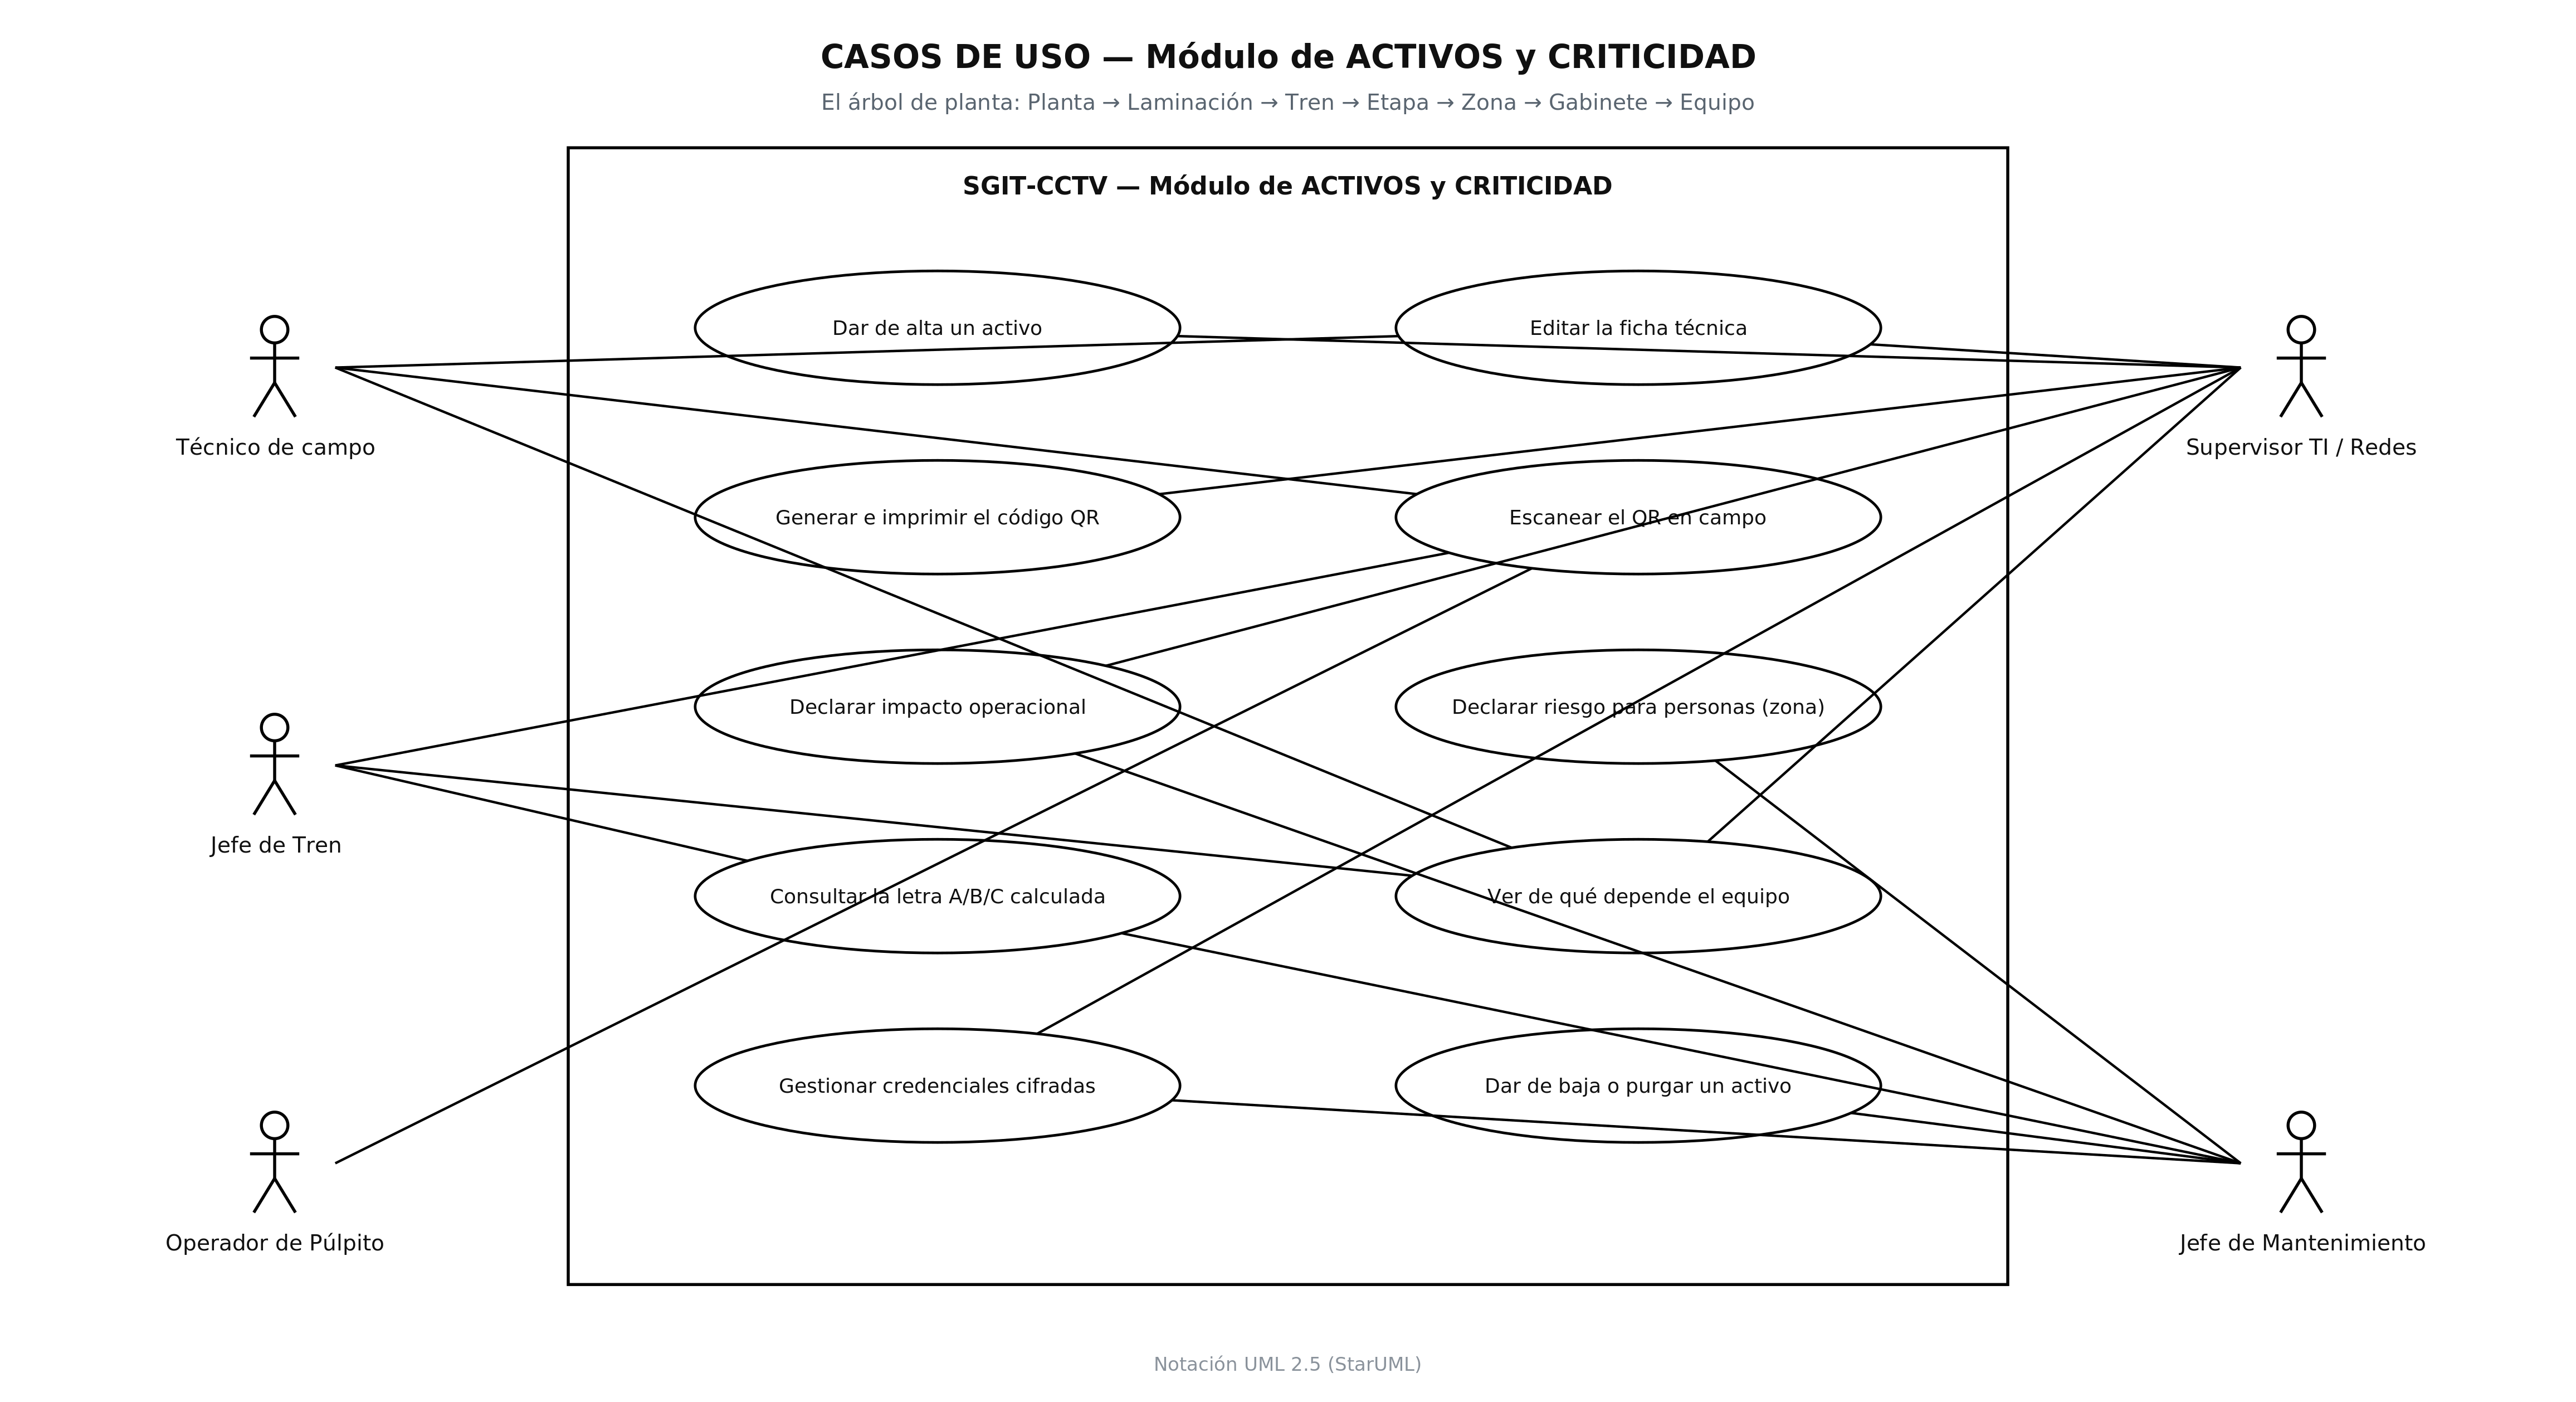 CASOS DE USO — Módulo de ACTIVOS y CRITICIDAD
El árbol de planta: Planta → Laminación → Tren → Etapa → Zona → Gabinete → Equipo
SGIT-CCTV — Módulo de ACTIVOS y CRITICIDAD
Dar de alta un activo
Editar la ficha técnica
Técnico de campo
Supervisor TI / Redes
Generar e imprimir el código QR
Escanear el QR en campo
Declarar impacto operacional
Declarar riesgo para personas (zona)
Jefe de Tren
Consultar la letra A/B/C calculada
Ver de qué depende el equipo
Gestionar credenciales cifradas
Dar de baja o purgar un activo
Operador de Púlpito
Jefe de Mantenimiento
Notación UML 2.5 (StarUML)